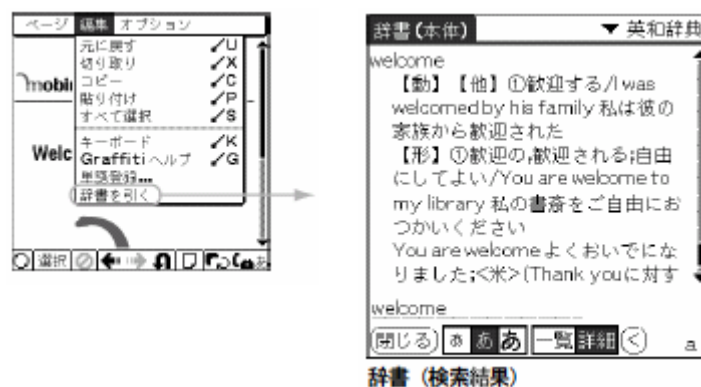 ページ 編集 オプション
元に戻す ／U
切り取り ／X
コピー ／C
貼り付け ／P
すべて選択 ／S
キーボード ／K
Graffiti ヘルプ ／G
単語登録...
辞書を引く
mobil
Welc
選択
あ
辞書(本体) ▼ 英和辞典
welcome
【動】【他】①歓迎する/I was
welcomed by his family 私は彼の
家族から歓迎された
【形】①歓迎の,歓迎される;自由
にしてよい/You are welcome to
my library 私の書斎をご自由にお
つかいください
You are welcome よくおいでにな
りました;<米>(Thank youに対す
welcome
閉じる あ あ あ 一覧 詳細 < a
辞書（検索結果）